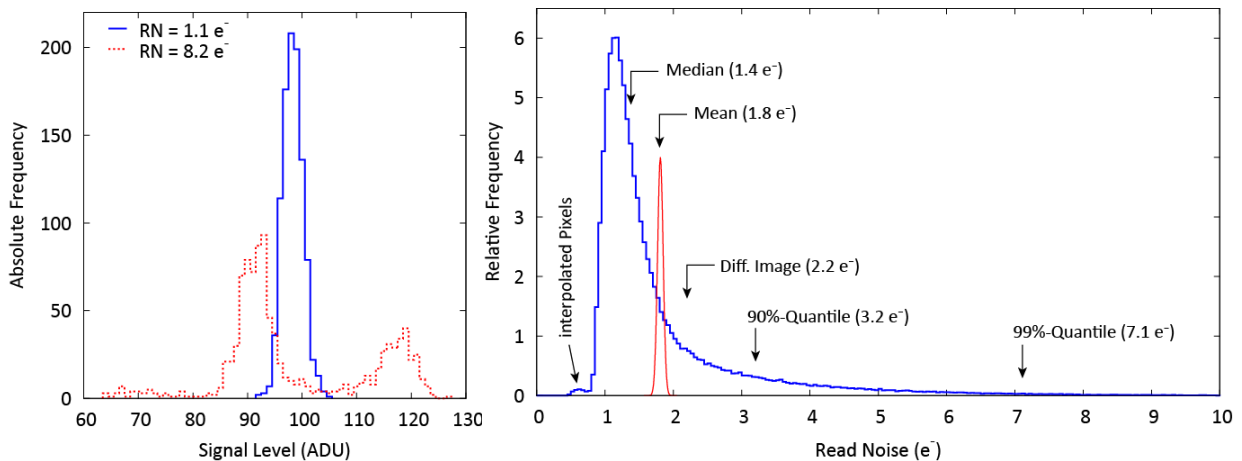 RN = 1.1 e⁻
RN = 8.2 e⁻
Absolute Frequency
200
150
100
50
0
60 70 80 90 100 110 120 130
Signal Level (ADU)
Relative Frequency
6
5
4
3
2
1
0
Median (1.4 e⁻)
Mean (1.8 e⁻)
interpolated Pixels
Diff. Image (2.2 e⁻)
90%-Quantile (3.2 e⁻)
99%-Quantile (7.1 e⁻)
0 1 2 3 4 5 6 7 8 9 10
Read Noise (e⁻)